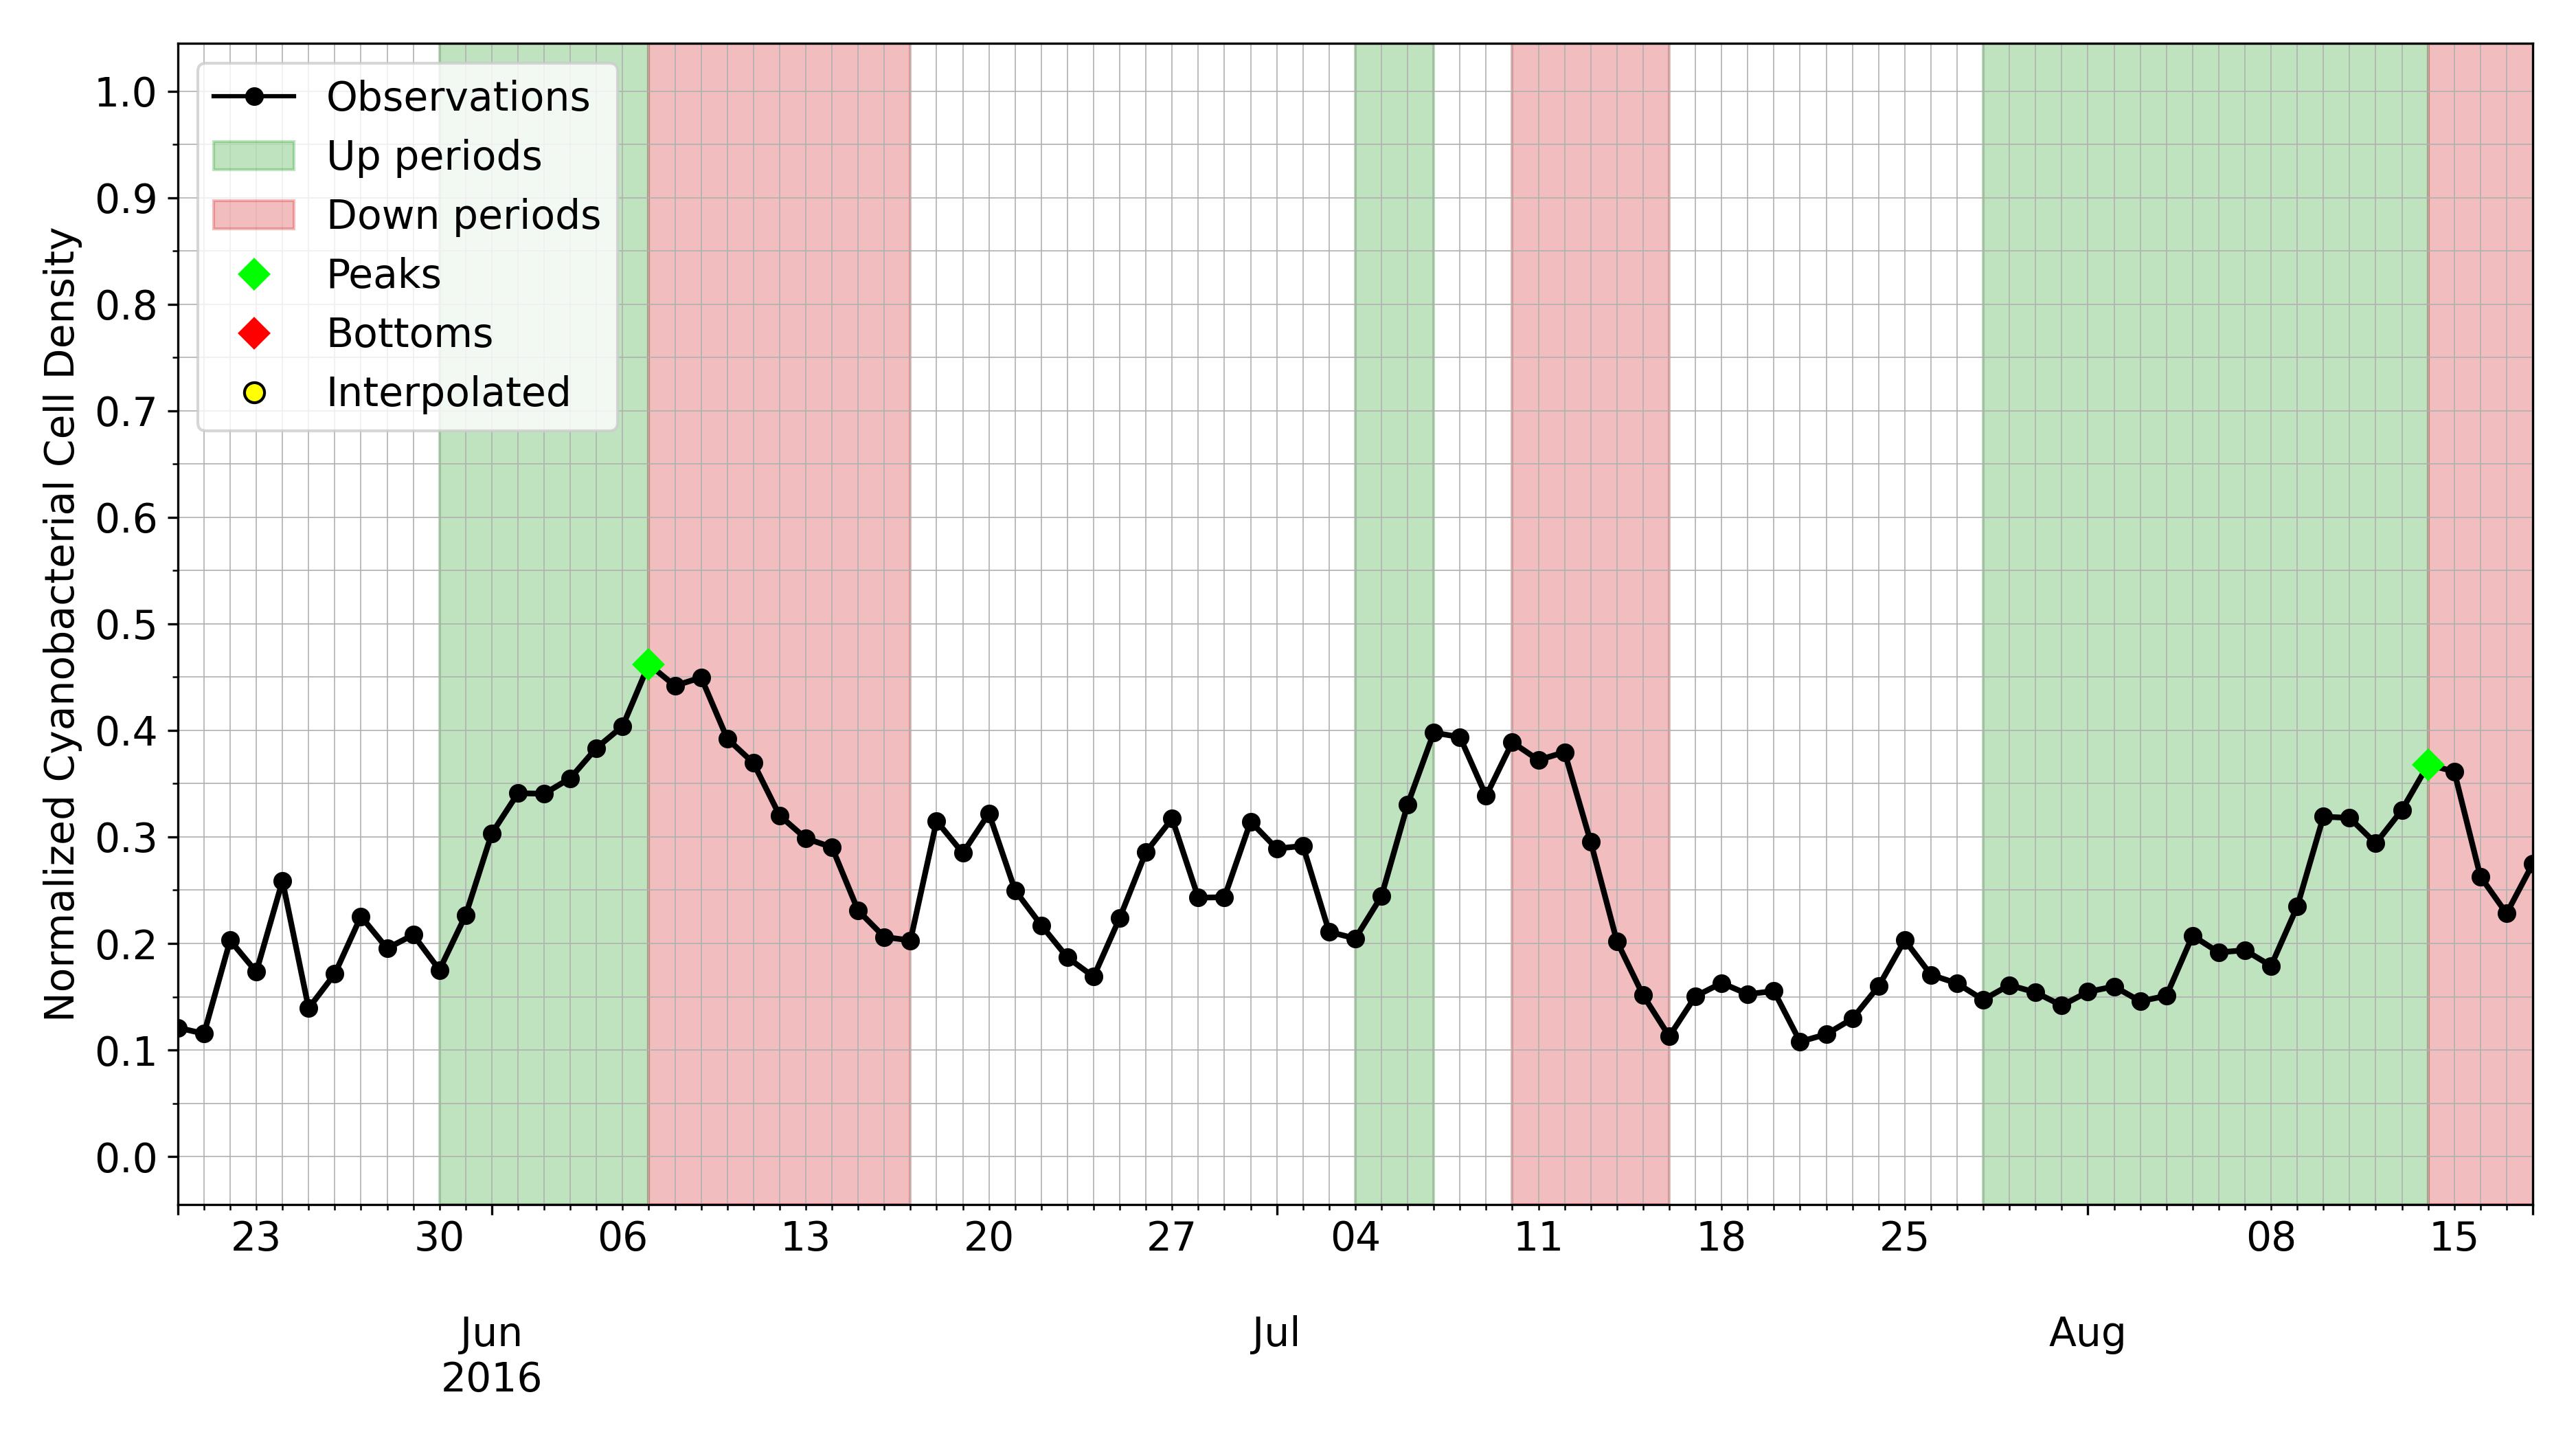 Normalized Cyanobacterial Cell Density
1.0
0.9
0.8
0.7
0.6
0.5
0.4
0.3
0.2
0.1
0.0
Observations
Up periods
Down periods
Peaks
Bottoms
Interpolated
23 30 06 13 20 27 04 11 18 25 08 15
Jun Jul Aug
2016